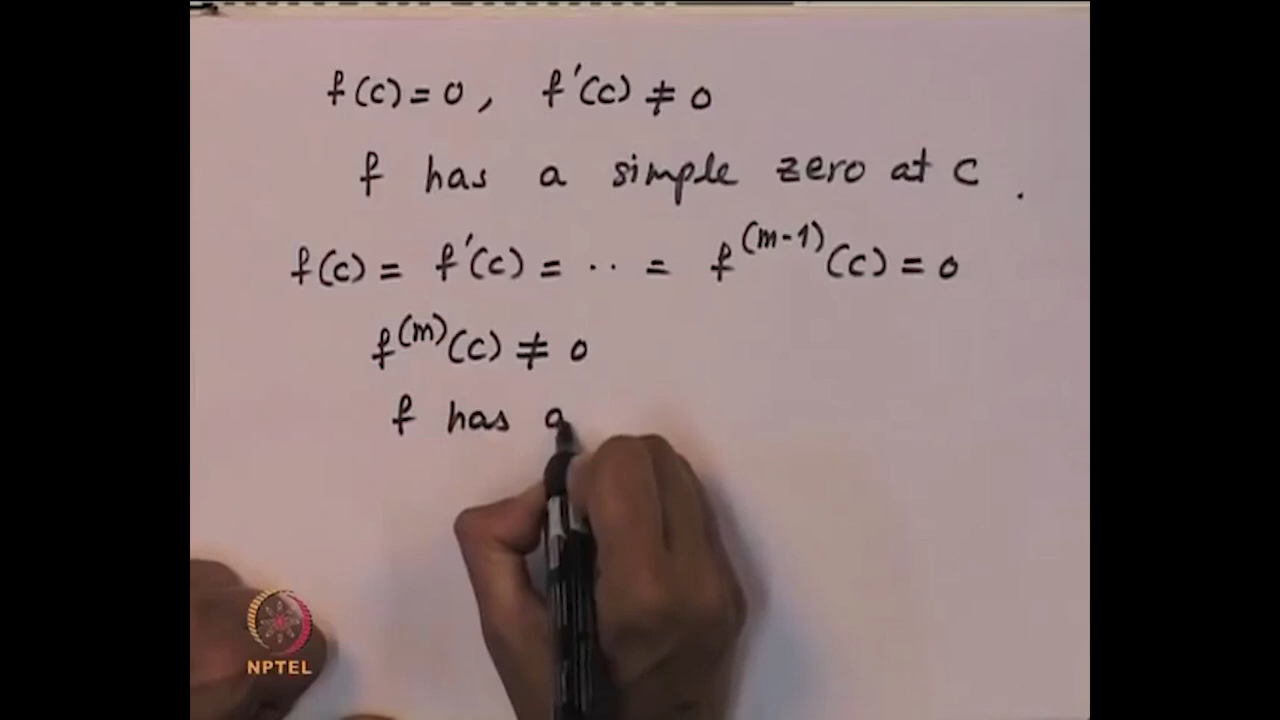 f(c) = 0, f'(c) ≠ 0
f has a simple zero at c.
f(c) = f'(c) = ·· = f^(m-1)(c) = 0
f^(m)(c) ≠ 0
f has a
NPTEL